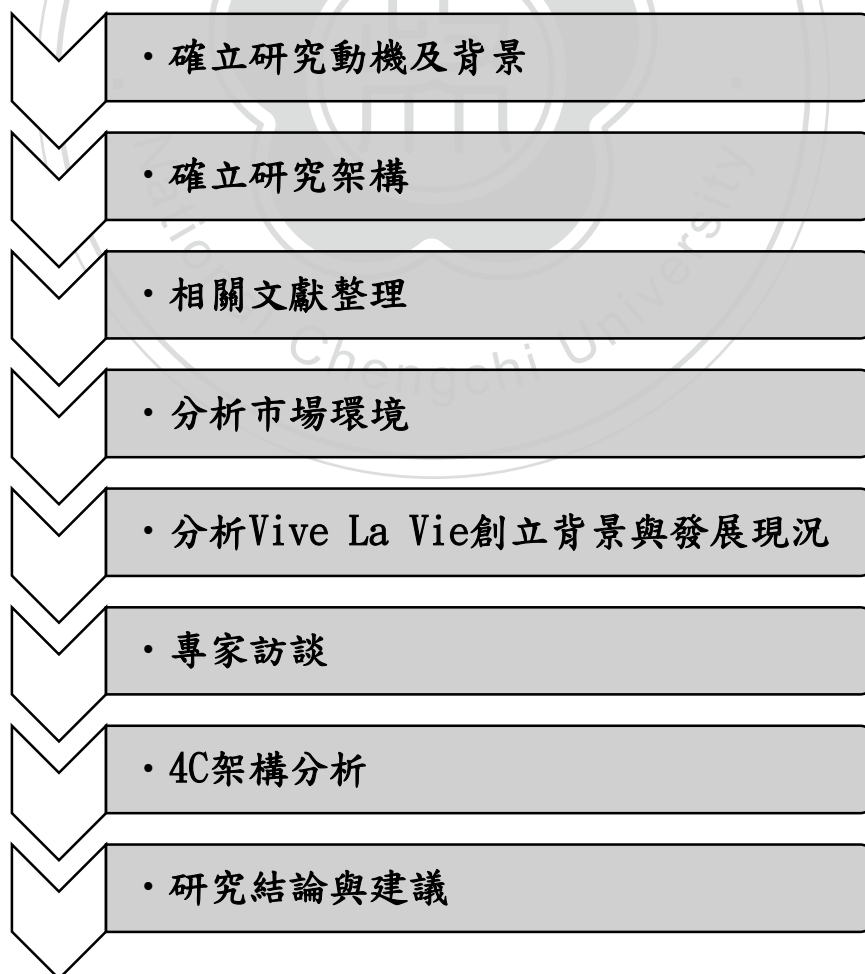 ・確立研究動機及背景
・確立研究架構
・相關文獻整理
・分析市場環境
・分析Vive La Vie創立背景與發展現況
・專家訪談
・4C架構分析
・研究結論與建議
National Chengchi University